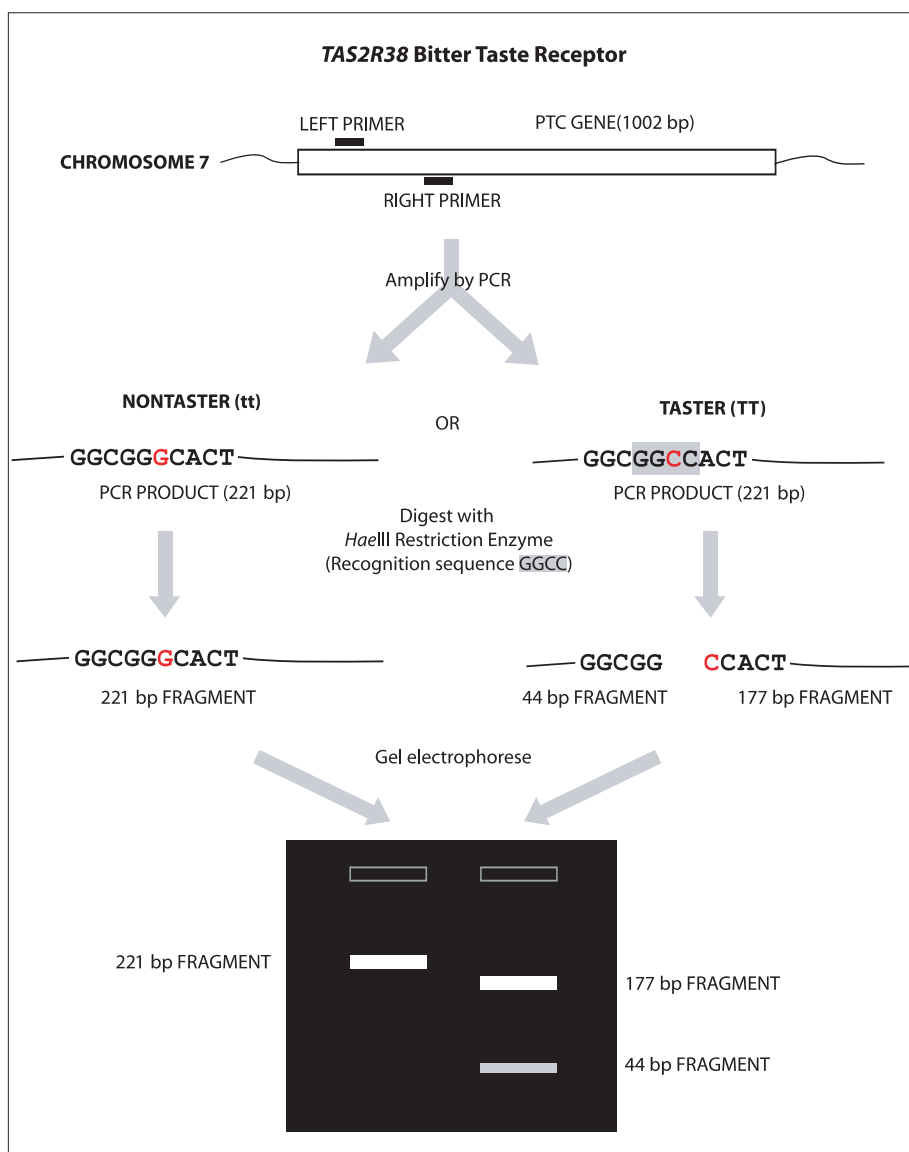 TAS2R38 Bitter Taste Receptor
LEFT PRIMER
PTC GENE(1002 bp)
CHROMOSOME 7
RIGHT PRIMER
Amplify by PCR
NONTASTER (tt)
OR
TASTER (TT)
GGCGGGCACT
GGCGGCCACT
PCR PRODUCT (221 bp)
PCR PRODUCT (221 bp)
Digest with
HaeIII Restriction Enzyme
(Recognition sequence GGCC)
GGCGGGCACT
GGCGG CCACT
221 bp FRAGMENT
44 bp FRAGMENT
177 bp FRAGMENT
Gel electrophorese
221 bp FRAGMENT
177 bp FRAGMENT
44 bp FRAGMENT